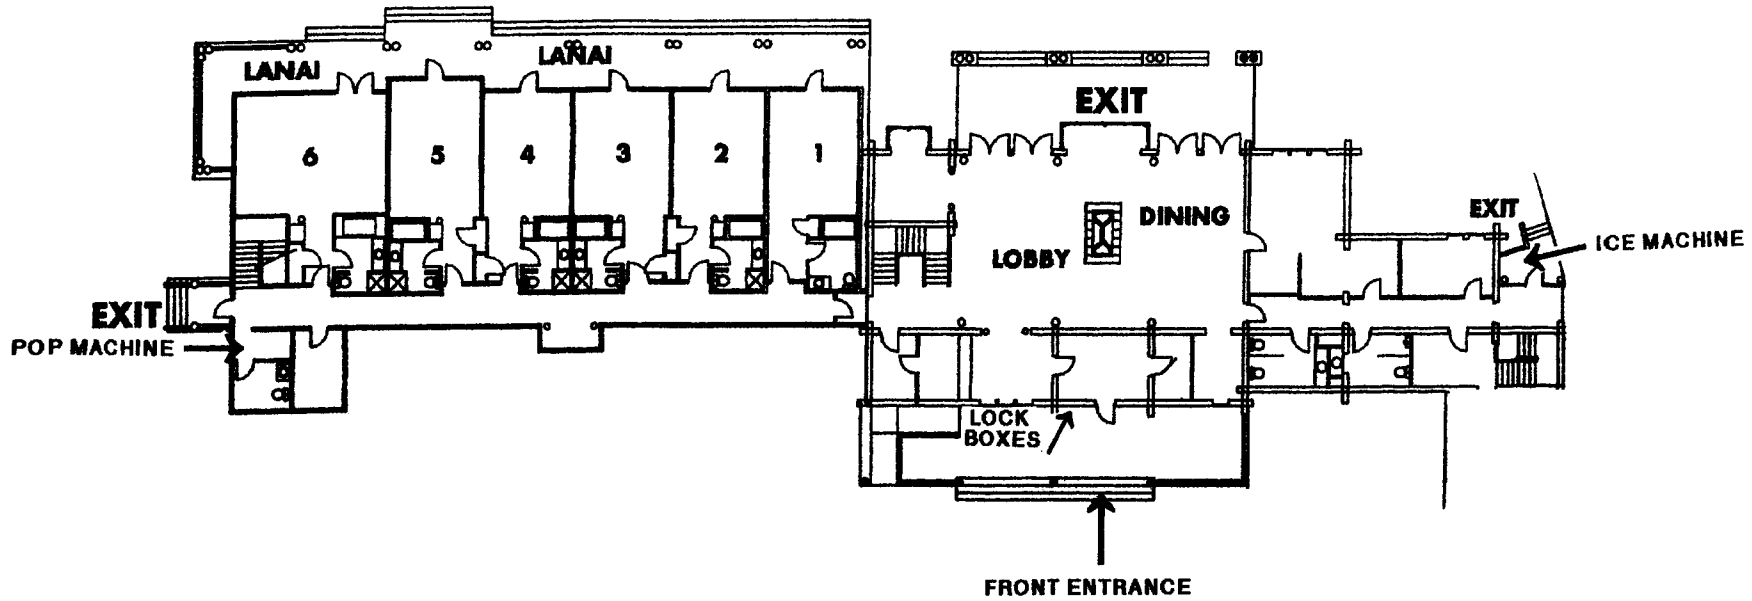 LANAI
LANAI
EXIT
6
5
4
3
2
1
DINING
EXIT
ICE MACHINE
LOBBY
EXIT
POP MACHINE
LOCK
BOXES
FRONT ENTRANCE